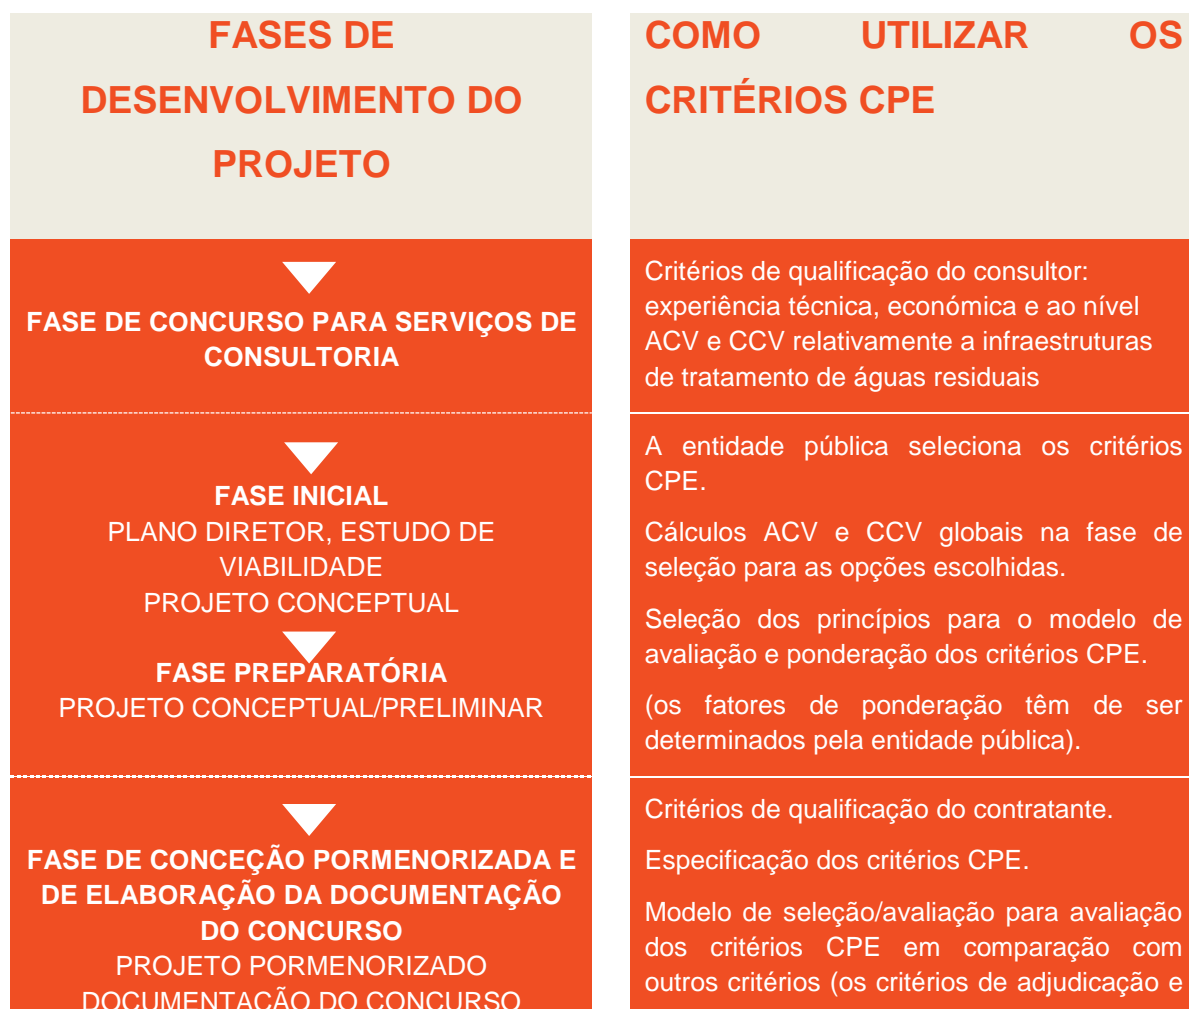 FASES DE
DESENVOLVIMENTO DO
PROJETO
COMO UTILIZAR OS
CRITÉRIOS CPE
FASE DE CONCURSO PARA SERVIÇOS DE
CONSULTORIA
Critérios de qualificação do consultor:
experiência técnica, económica e ao nível
ACV e CCV relativamente a infraestruturas
de tratamento de águas residuais
FASE INICIAL
PLANO DIRETOR, ESTUDO DE
VIABILIDADE
PROJETO CONCEPTUAL
FASE PREPARATÓRIA
PROJETO CONCEPTUAL/PRELIMINAR
A entidade pública seleciona os critérios
CPE.
Cálculos ACV e CCV globais na fase de
seleção para as opções escolhidas.
Seleção dos princípios para o modelo de
avaliação e ponderação dos critérios CPE.
(os fatores de ponderação têm de ser
determinados pela entidade pública).
FASE DE CONCEÇÃO PORMENORIZADA E
DE ELABORAÇÃO DA DOCUMENTAÇÃO
DO CONCURSO
PROJETO PORMENORIZADO
DOCUMENTAÇÃO DO CONCURSO
Critérios de qualificação do contratante.
Especificação dos critérios CPE.
Modelo de seleção/avaliação para avaliação
dos critérios CPE em comparação com
outros critérios (os critérios de adjudicação e